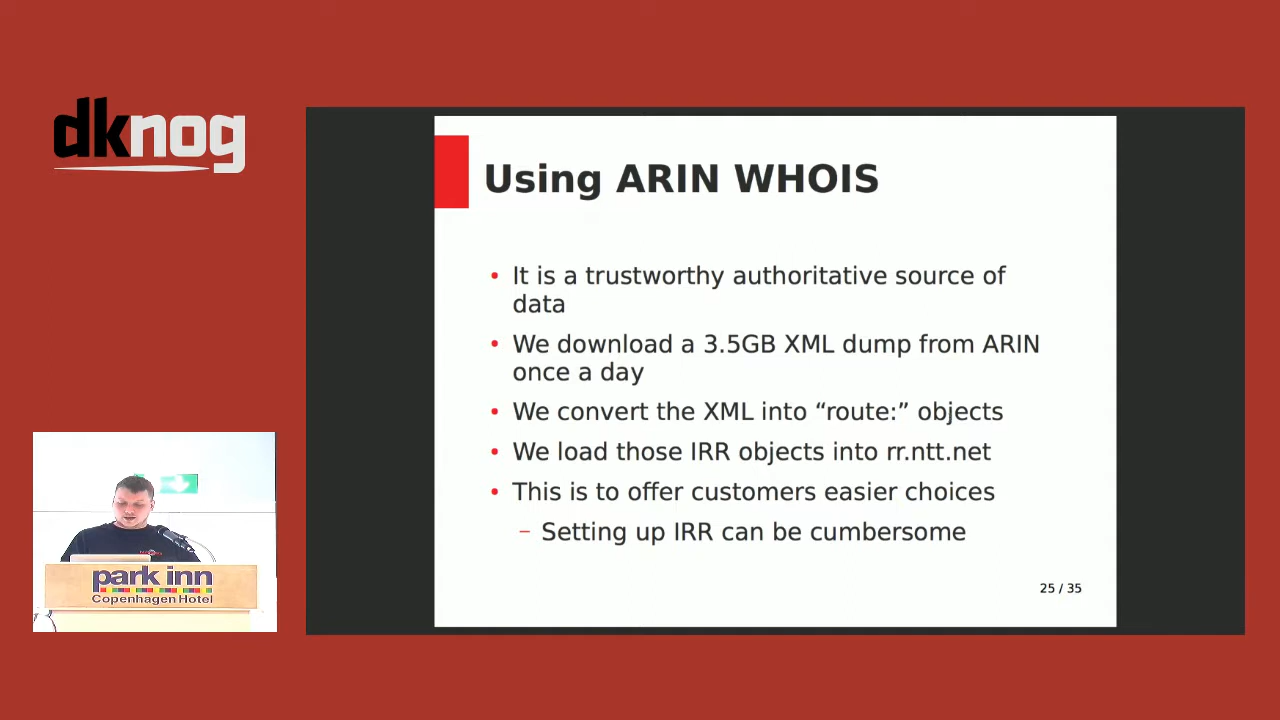 dknog
Using ARIN WHOIS
• It is a trustworthy authoritative source of
data
• We download a 3.5GB XML dump from ARIN
once a day
• We convert the XML into “route:” objects
• We load those IRR objects into rr.ntt.net
• This is to offer customers easier choices
– Setting up IRR can be cumbersome
25 / 35
park inn
Copenhagen Hotel